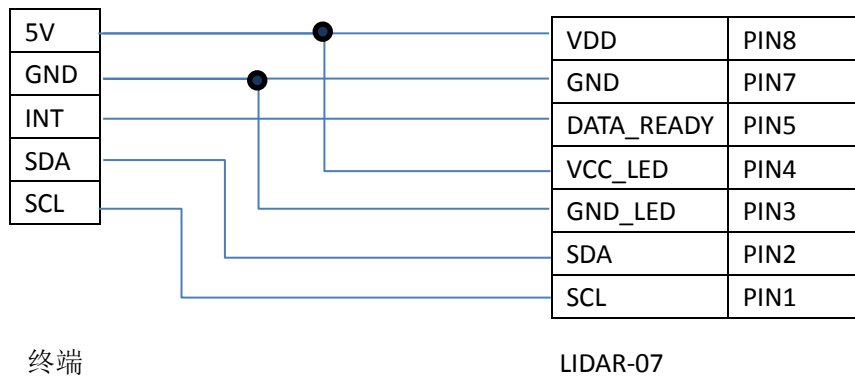 5V
GND
INT
SDA
SCL
VDD PIN8
GND PIN7
DATA_READY PIN5
VCC_LED PIN4
GND_LED PIN3
SDA PIN2
SCL PIN1
终端
LIDAR-07